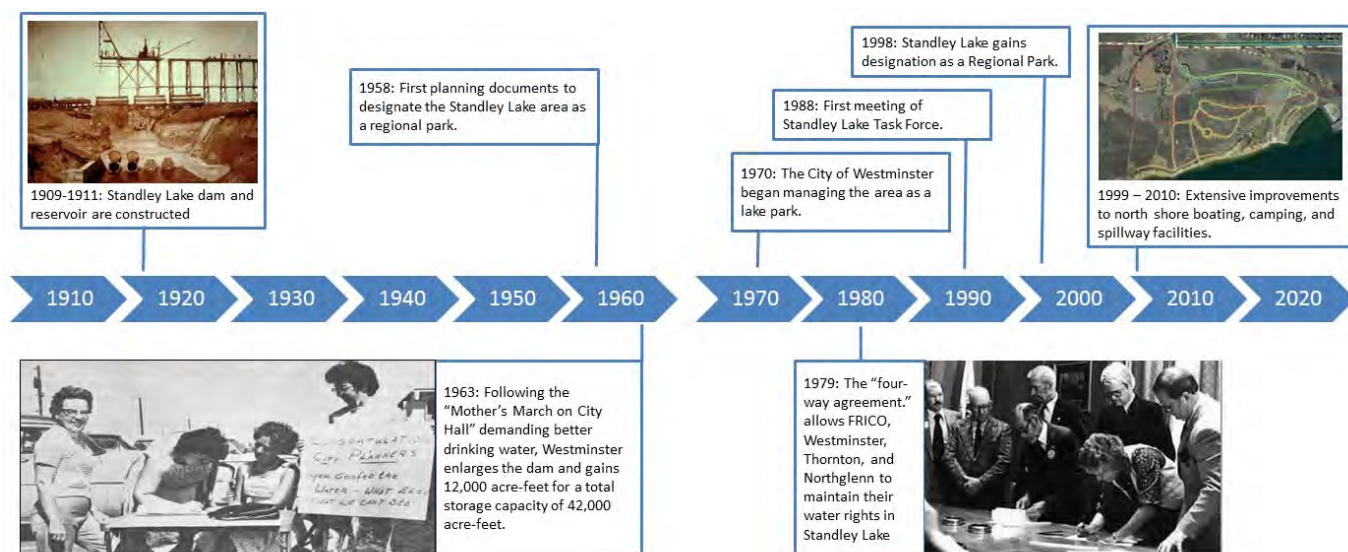 1909-1911: Standley Lake dam and
reservoir are constructed
1958: First planning documents to
designate the Standley Lake area as
a regional park.
1998: Standley Lake gains
designation as a Regional Park.
1988: First meeting of
Standley Lake Task Force.
1970: The City of Westminster
began managing the area as a
lake park.
1999 – 2010: Extensive improvements
to north shore boating, camping, and
spillway facilities.
1910
1920
1930
1940
1950
1960
1970
1980
1990
2000
2010
2020
CONGRATULATIONS
CITY PLANNERS
you Goofed the
WATER - WHAT ELSE
1963: Following the
“Mother’s March on City
Hall” demanding better
drinking water, Westminster
enlarges the dam and gains
12,000 acre-feet for a total
storage capacity of 42,000
acre-feet.
1979: The “four-
way agreement.”
allows FRICO,
Westminster,
Thornton, and
Northglenn to
maintain their
water rights in
Standley Lake